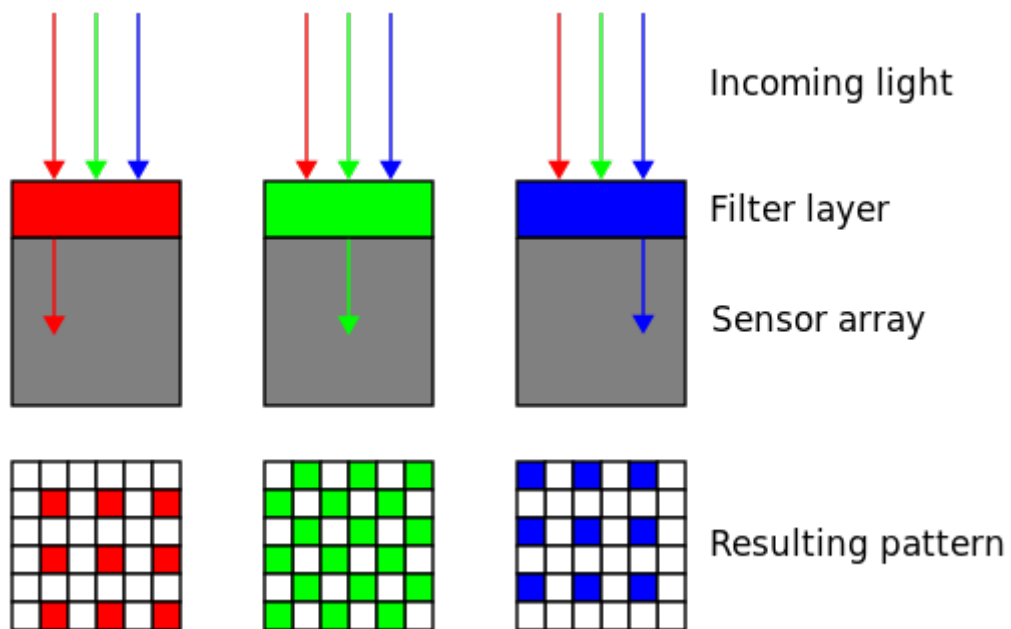 Incoming light
Filter layer
Sensor array
Resulting pattern